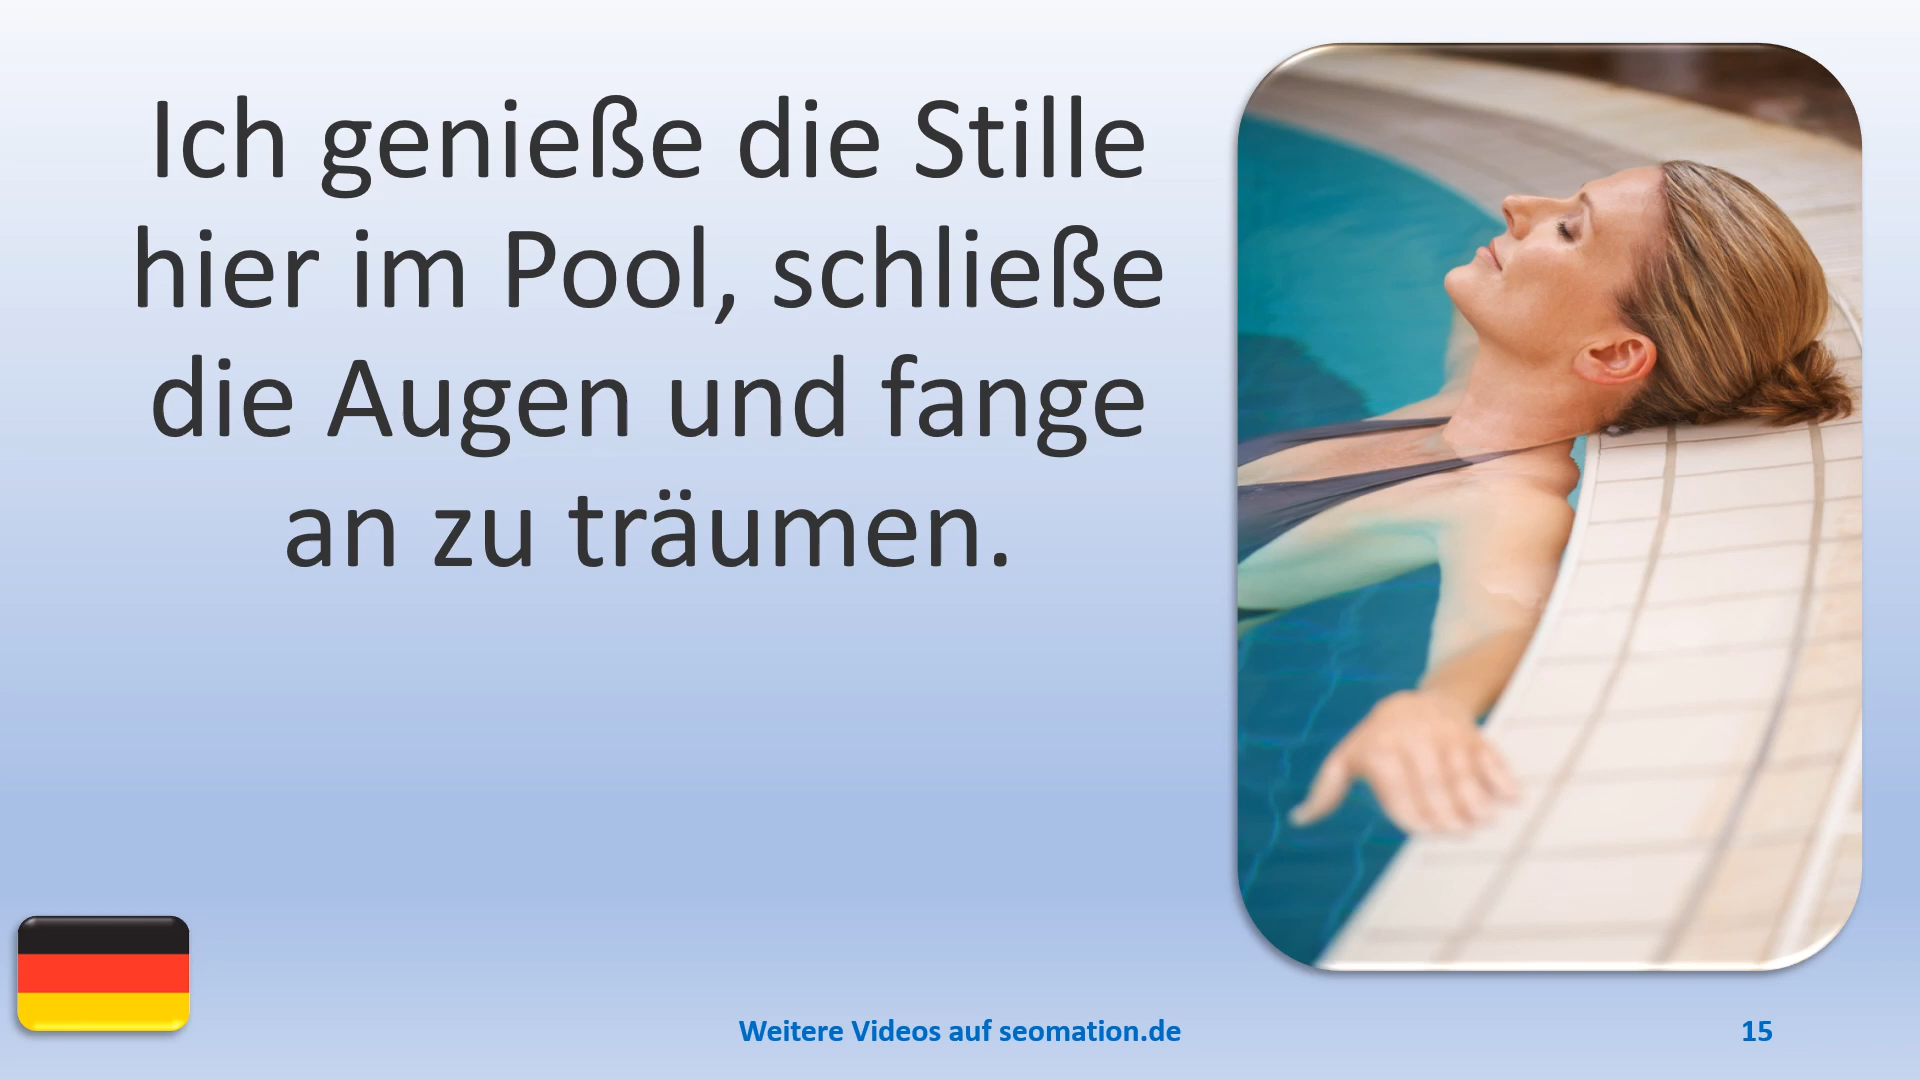 Ich genieße die Stille
hier im Pool, schließe
die Augen und fange
an zu träumen.
Weitere Videos auf seomation.de
15